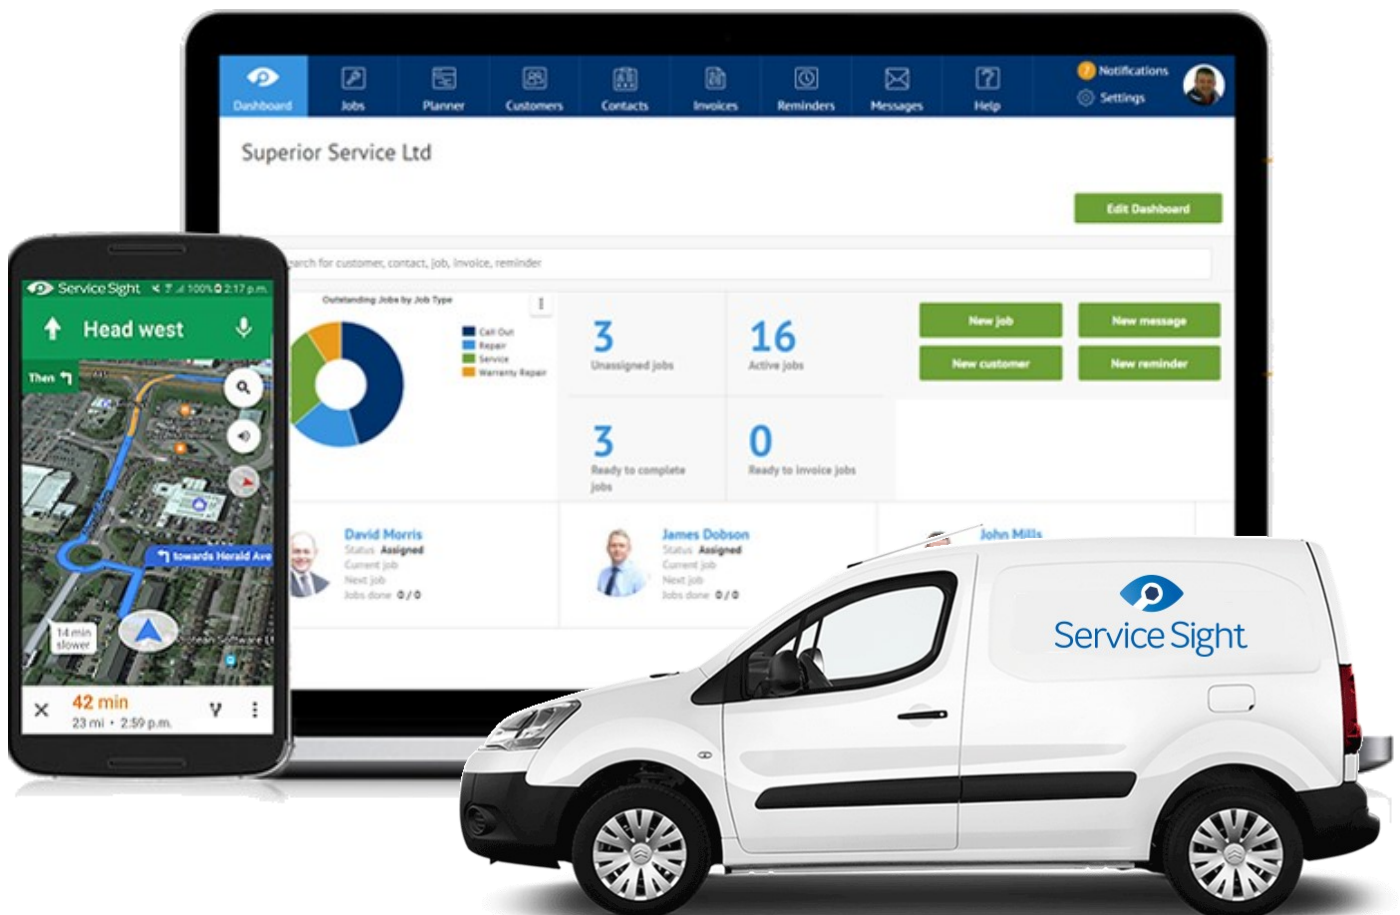 Notifications
Dashboard
Jobs
Planner
Customers
Contacts
Invoices
Reminders
Messages
Help
Settings
Superior Service Ltd
Edit Dashboard
arch for customer, contact, job, invoice, reminder
Outstanding Jobs by Job Type
Call Out
Repair
Service
Warranty Repair
3
Unassigned jobs
16
Active jobs
New job
New message
New customer
New reminder
3
Ready to complete
jobs
0
Ready to invoice jobs
David Morris
Status Assigned
Current job
Next job
Jobs done 0/0
James Dobson
Status Assigned
Current job
Next job
Jobs done 0/0
John Mills
Service Sight 100% 2:17 p.m.
Head west
Then
towards Herald Ave
14 min
slower
42 min
23 mi • 2:59 p.m.
Service Sight